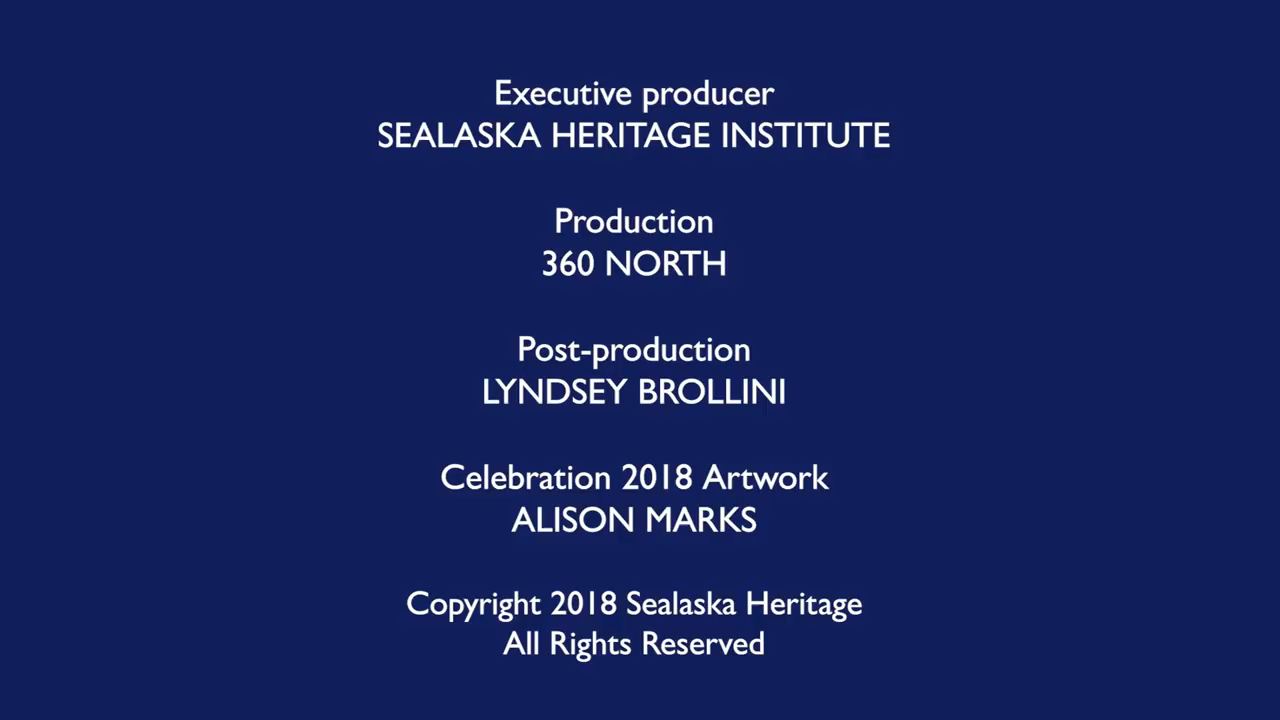 Executive producer
SEALASKA HERITAGE INSTITUTE
Production
360 NORTH
Post-production
LYNDSEY BROLLINI
Celebration 2018 Artwork
ALISON MARKS
Copyright 2018 Sealaska Heritage
All Rights Reserved